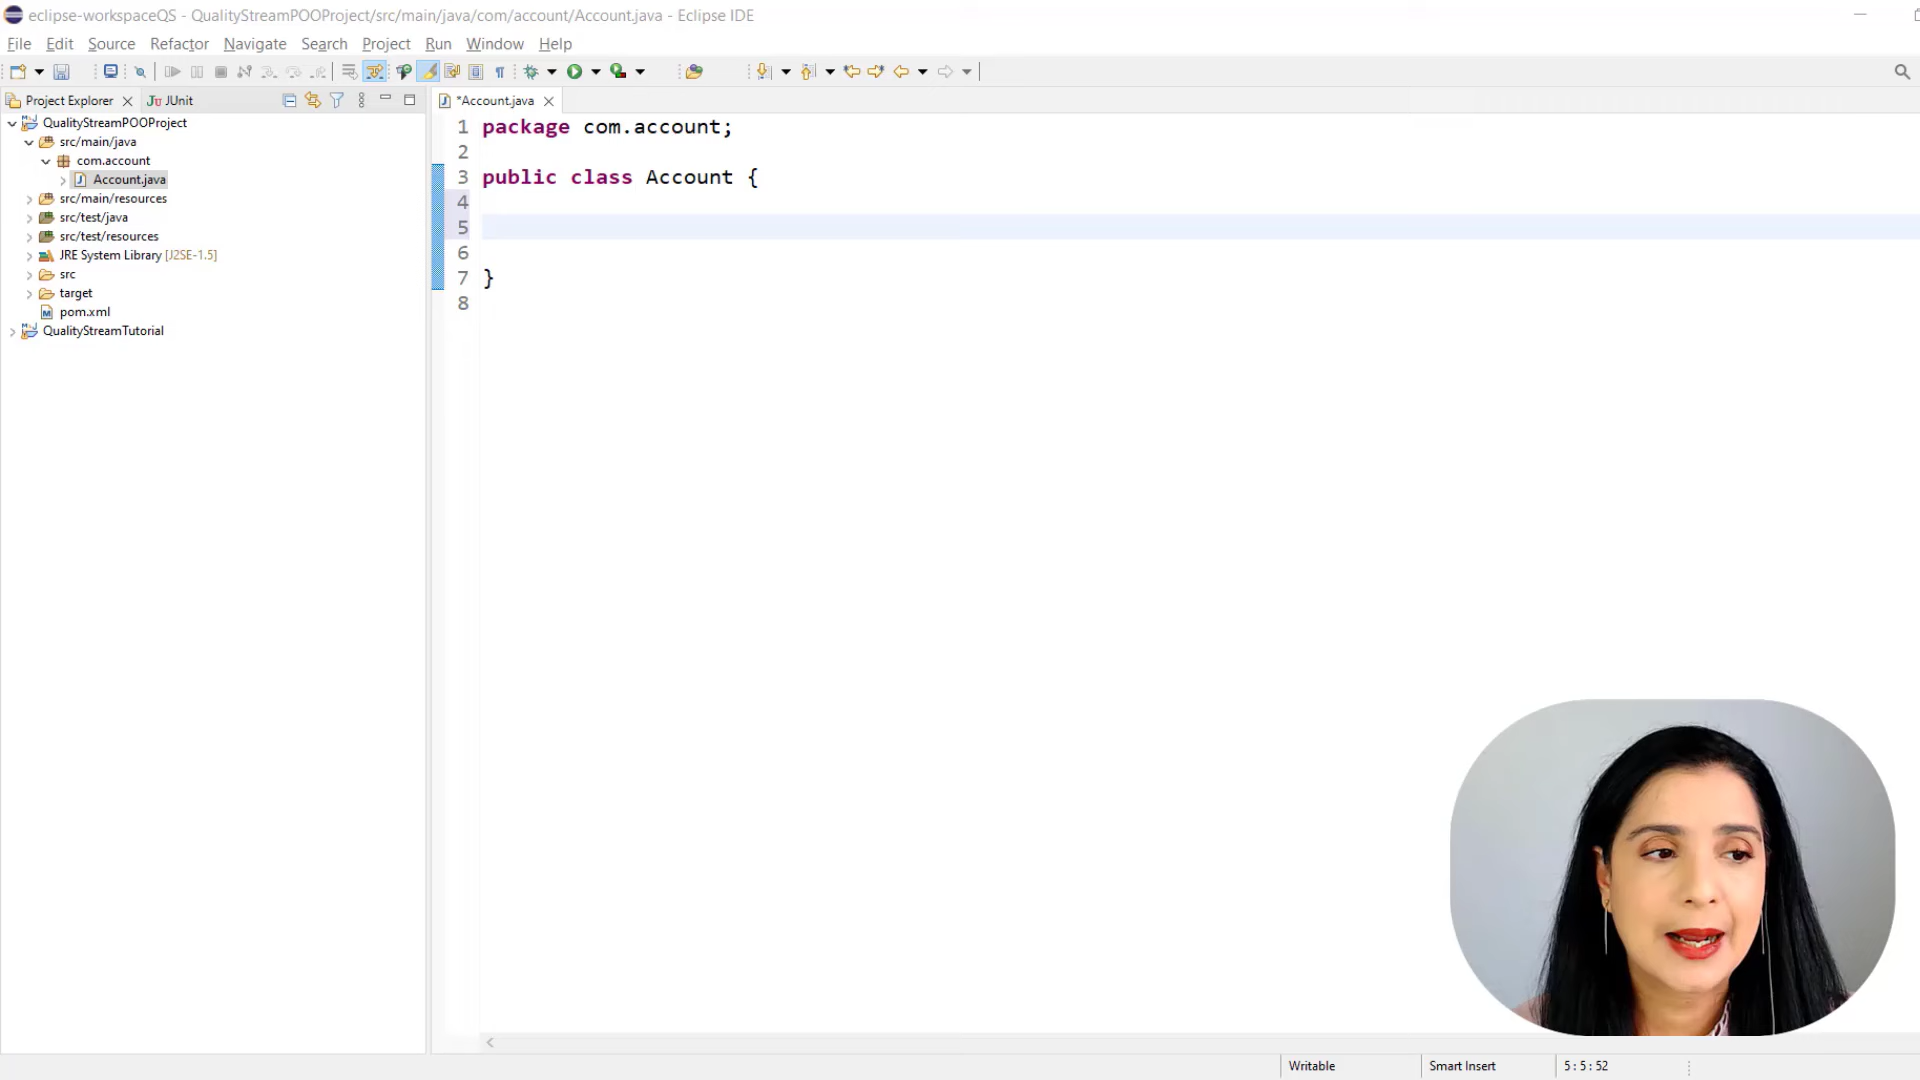 eclipse-workspaceQS - QualityStreamPOOProject/src/main/java/com/account/Account.java - Eclipse IDE
File Edit Source Refactor Navigate Search Project Run Window Help
Project Explorer JUnit
*Account.java
QualityStreamPOOProject
src/main/java
com.account
Account.java
src/main/resources
src/test/java
src/test/resources
JRE System Library [J2SE-1.5]
src
target
pom.xml
QualityStreamTutorial
1 package com.account;
2
3 public class Account {
4
5
6
7 }
8
Writable Smart Insert 5 : 5 : 52